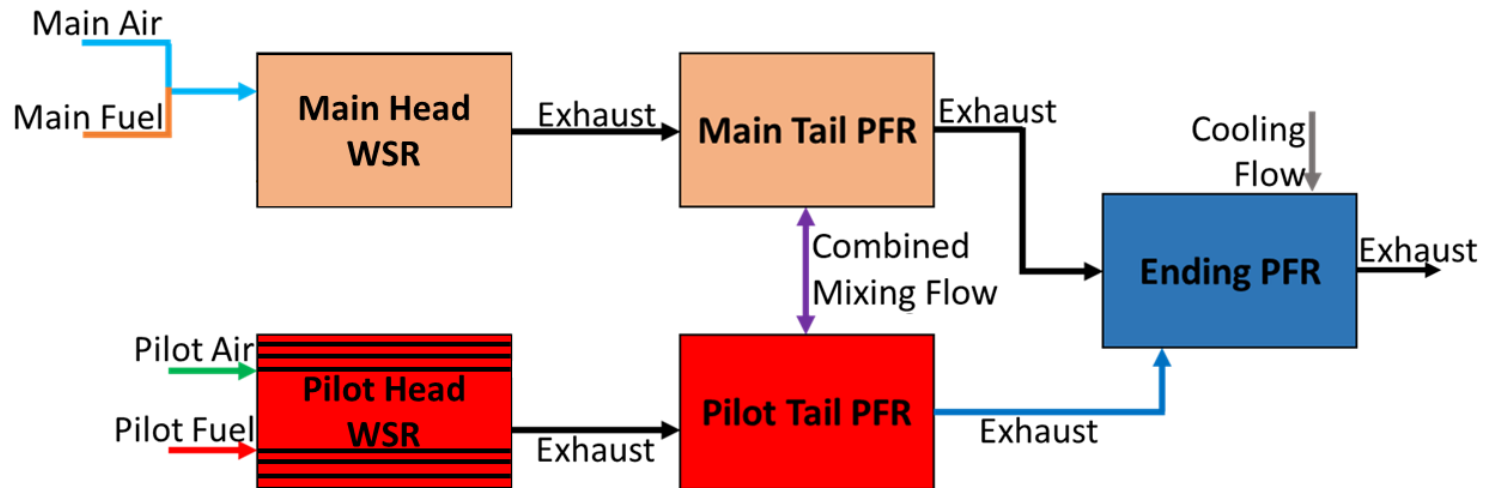 Main Air
Main Fuel
Main Head
WSR
Exhaust
Main Tail PFR
Exhaust
Cooling
Flow
Combined
Mixing Flow
Ending PFR
Exhaust
Pilot Air
Pilot Fuel
Pilot Head
WSR
Exhaust
Pilot Tail PFR
Exhaust